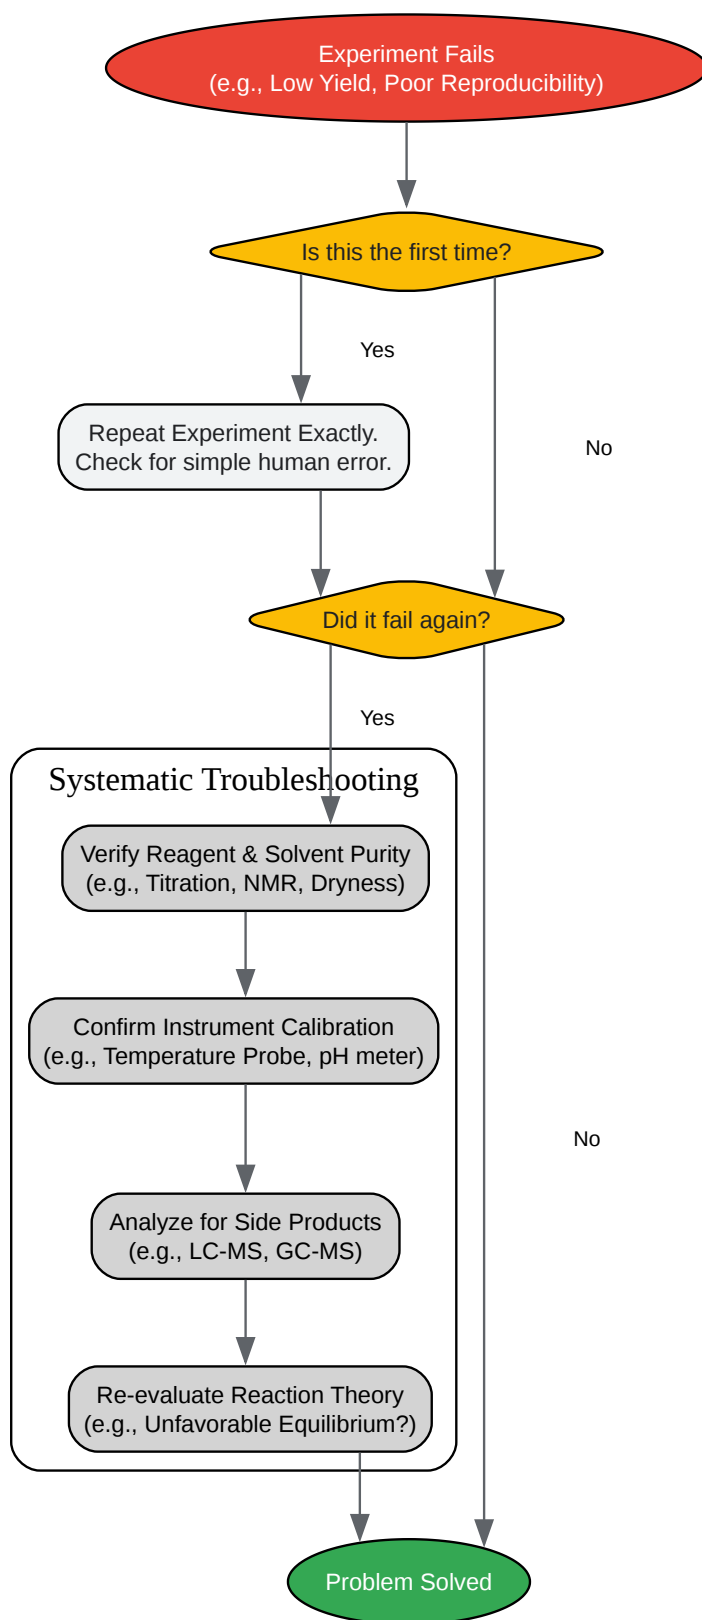 Experiment Fails
(e.g., Low Yield, Poor Reproducibility)
Is this the first time?
Yes
Repeat Experiment Exactly.
Check for simple human error.
No
Did it fail again?
Yes
Systematic Troubleshooting
Verify Reagent & Solvent Purity
(e.g., Titration, NMR, Dryness)
Confirm Instrument Calibration
(e.g., Temperature Probe, pH meter)
No
Analyze for Side Products
(e.g., LC-MS, GC-MS)
Re-evaluate Reaction Theory
(e.g., Unfavorable Equilibrium?)
Problem Solved